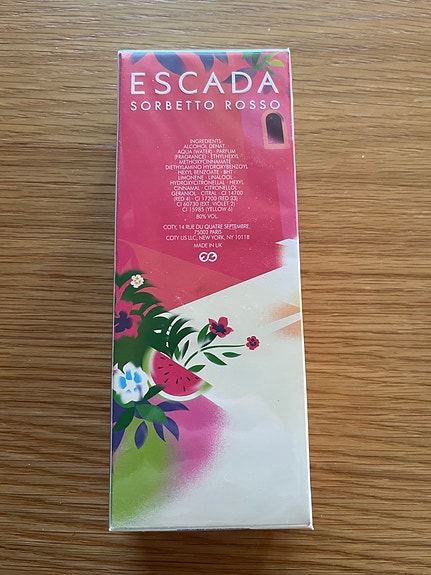 ESCADA
SORBETTO ROSSO
INGREDIENTS:
ALCOHOL DENAT.
AQUA (WATER) · PARFUM
(FRAGRANCE) · ETHYLHEXYL
METHOXYCINNAMATE
DIETHYLAMINO HYDROXYBENZOYL
HEXYL BENZOATE · BHT
LIMONENE · LINALOOL
HYDROXYCITRONELLAL · HEXYL
CINNAMAL · CITRONELLOL
GERANIOL · CITRAL · CI 14700
(RED 4) · CI 17200 (RED 33)
CI 60730 (EXT. VIOLET 2)
CI 15985 (YELLOW 6)
80% VOL.
COTY, 14 RUE DU QUATRE SEPTEMBRE,
75002 PARIS
COTY US LLC, NEW YORK, NY 10118
MADE IN UK